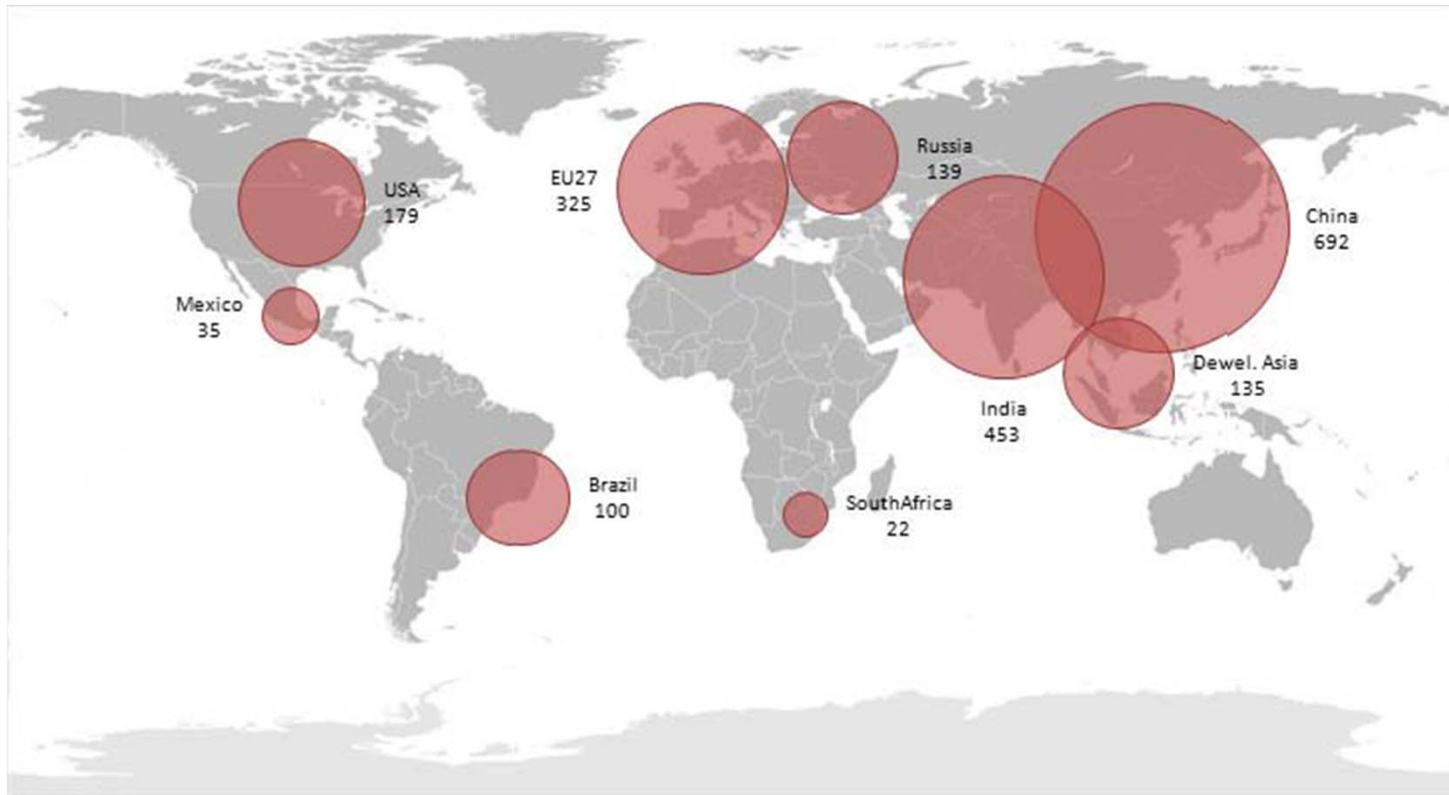 Russia
139
EU27
325
USA
179
China
692
Mexico
35
Dewel. Asia
135
India
453
Brazil
100
SouthAfrica
22